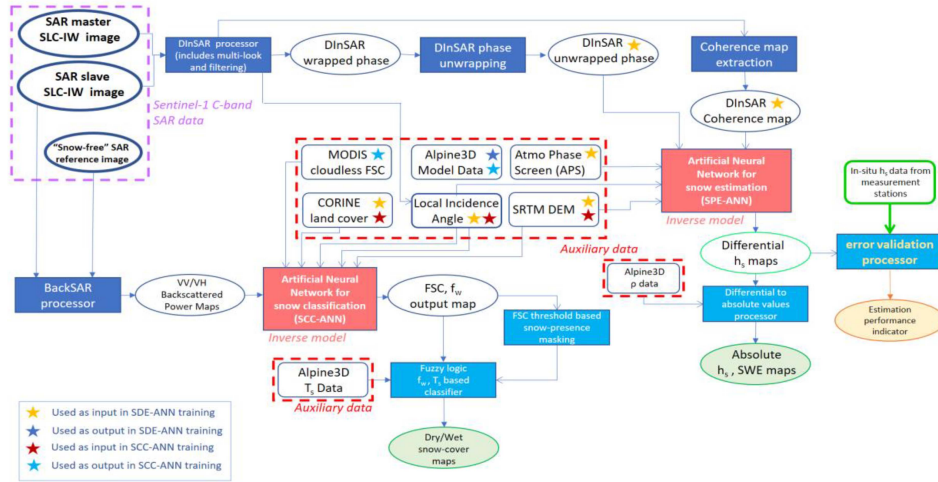 SAR master
SLC-IW image
SAR slave
SLC-IW image
Sentinel-1 C-band
SAR data
"Snow-free" SAR
reference image
DInSAR processor
(includes multi-look
and filtering)
DInSAR
wrapped phase
DInSAR phase
unwrapping
DInSAR
unwrapped phase
Coherence map
extraction
DInSAR
Coherence map
MODIS
cloudless FSC
Alpine3D
Model Data
Atmo Phase
Screen (APS)
CORINE
land cover
Local Incidence
Angle
SRTM DEM
Auxiliary data
Artificial Neural
Network for
snow estimation
(SPE-ANN)
Inverse model
In-situ hs data from
measurement
stations
Differential
hs maps
error validation
processor
Alpine3D
ρ data
Differential to
absolute values
processor
Estimation
performance
indicator
Absolute
hs , SWE maps
BackSAR
processor
VV/VH
Backscattered
Power Maps
Artificial Neural
Network for
snow classification
(SCC-ANN)
Inverse model
FSC, fw
output map
FSC threshold based
snow-presence
masking
Alpine3D
Ts Data
Auxiliary data
Fuzzy logic
fw, Ts based
classifier
Dry/Wet
snow-cover
maps
Used as input in SDE-ANN training
Used as output in SDE-ANN training
Used as input in SCC-ANN training
Used as output in SCC-ANN training